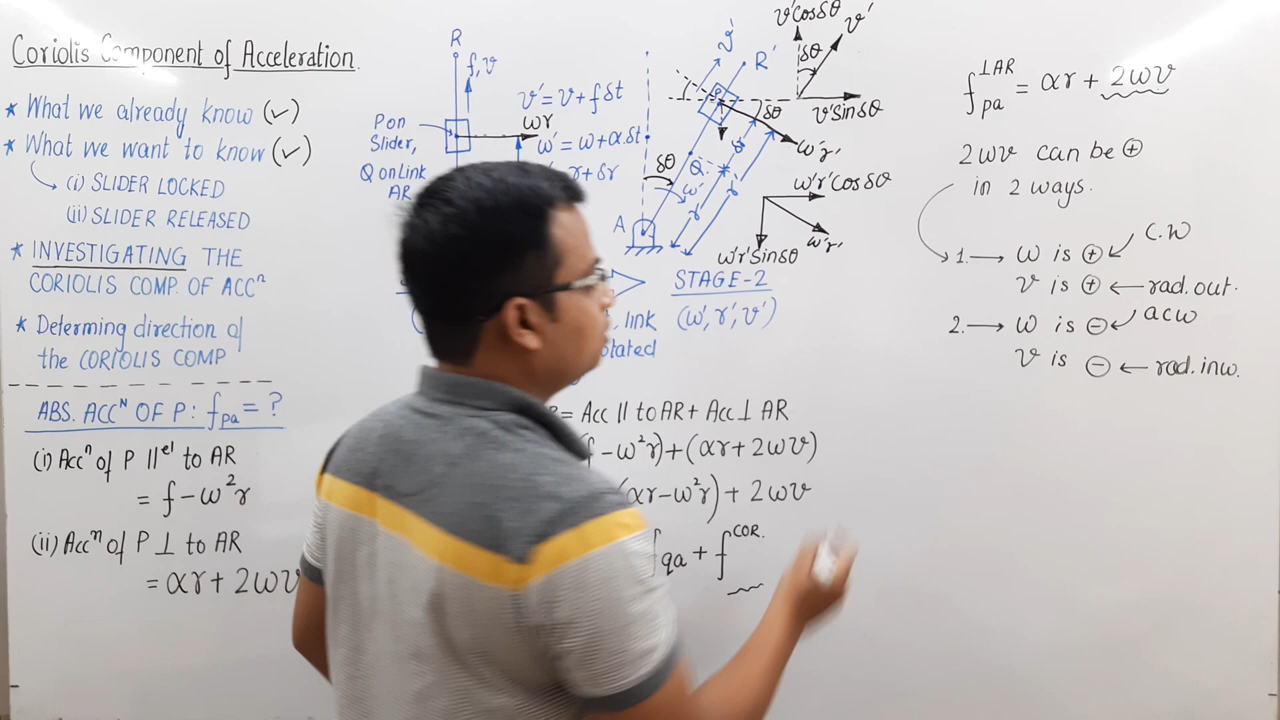 Coriolis Component of Acceleration.
* What we already know (✓)
* What we want to know (✓)
(i) SLIDER LOCKED
(ii) SLIDER RELEASED
* INVESTIGATING THE
CORIOLIS COMP. OF ACCⁿ
* Determing direction of
the CORIOLIS COMP
ABS. ACCᴺ OF P: f_pa = ?
(i) Accⁿ of P ||ᵉˡ to AR
= f - ω²r
(ii) Accⁿ of P ⊥ to AR
= αr + 2ωv
R
f, v
P on
Slider,
Q on Link
AR
ωr
v' = v + fδt
ω' = ω + α.δt
r + δr
v'
R'
P
δθ
ω'r'
Q
δθ
ω'
δr
r
r'
A
v'cosδθ
v'
δθ
v'sinδθ
ω'r'cosδθ
ω'r'
ω'r'sinδθ
STAGE-2
(ω', r', v')
link
= Acc || to AR + Acc ⊥ AR
f - ω²r) + (αr + 2ωv)
(αr - ω²r) + 2ωv
f_qa + f^COR.
f_pa^⊥AR = αr + 2ωv
2ωv can be ⊕
in 2 ways.
1. → ω is ⊕ ← C.W
v is ⊕ ← rad. out.
2. → ω is ⊖ ← acw
v is ⊖ ← rad. inw.